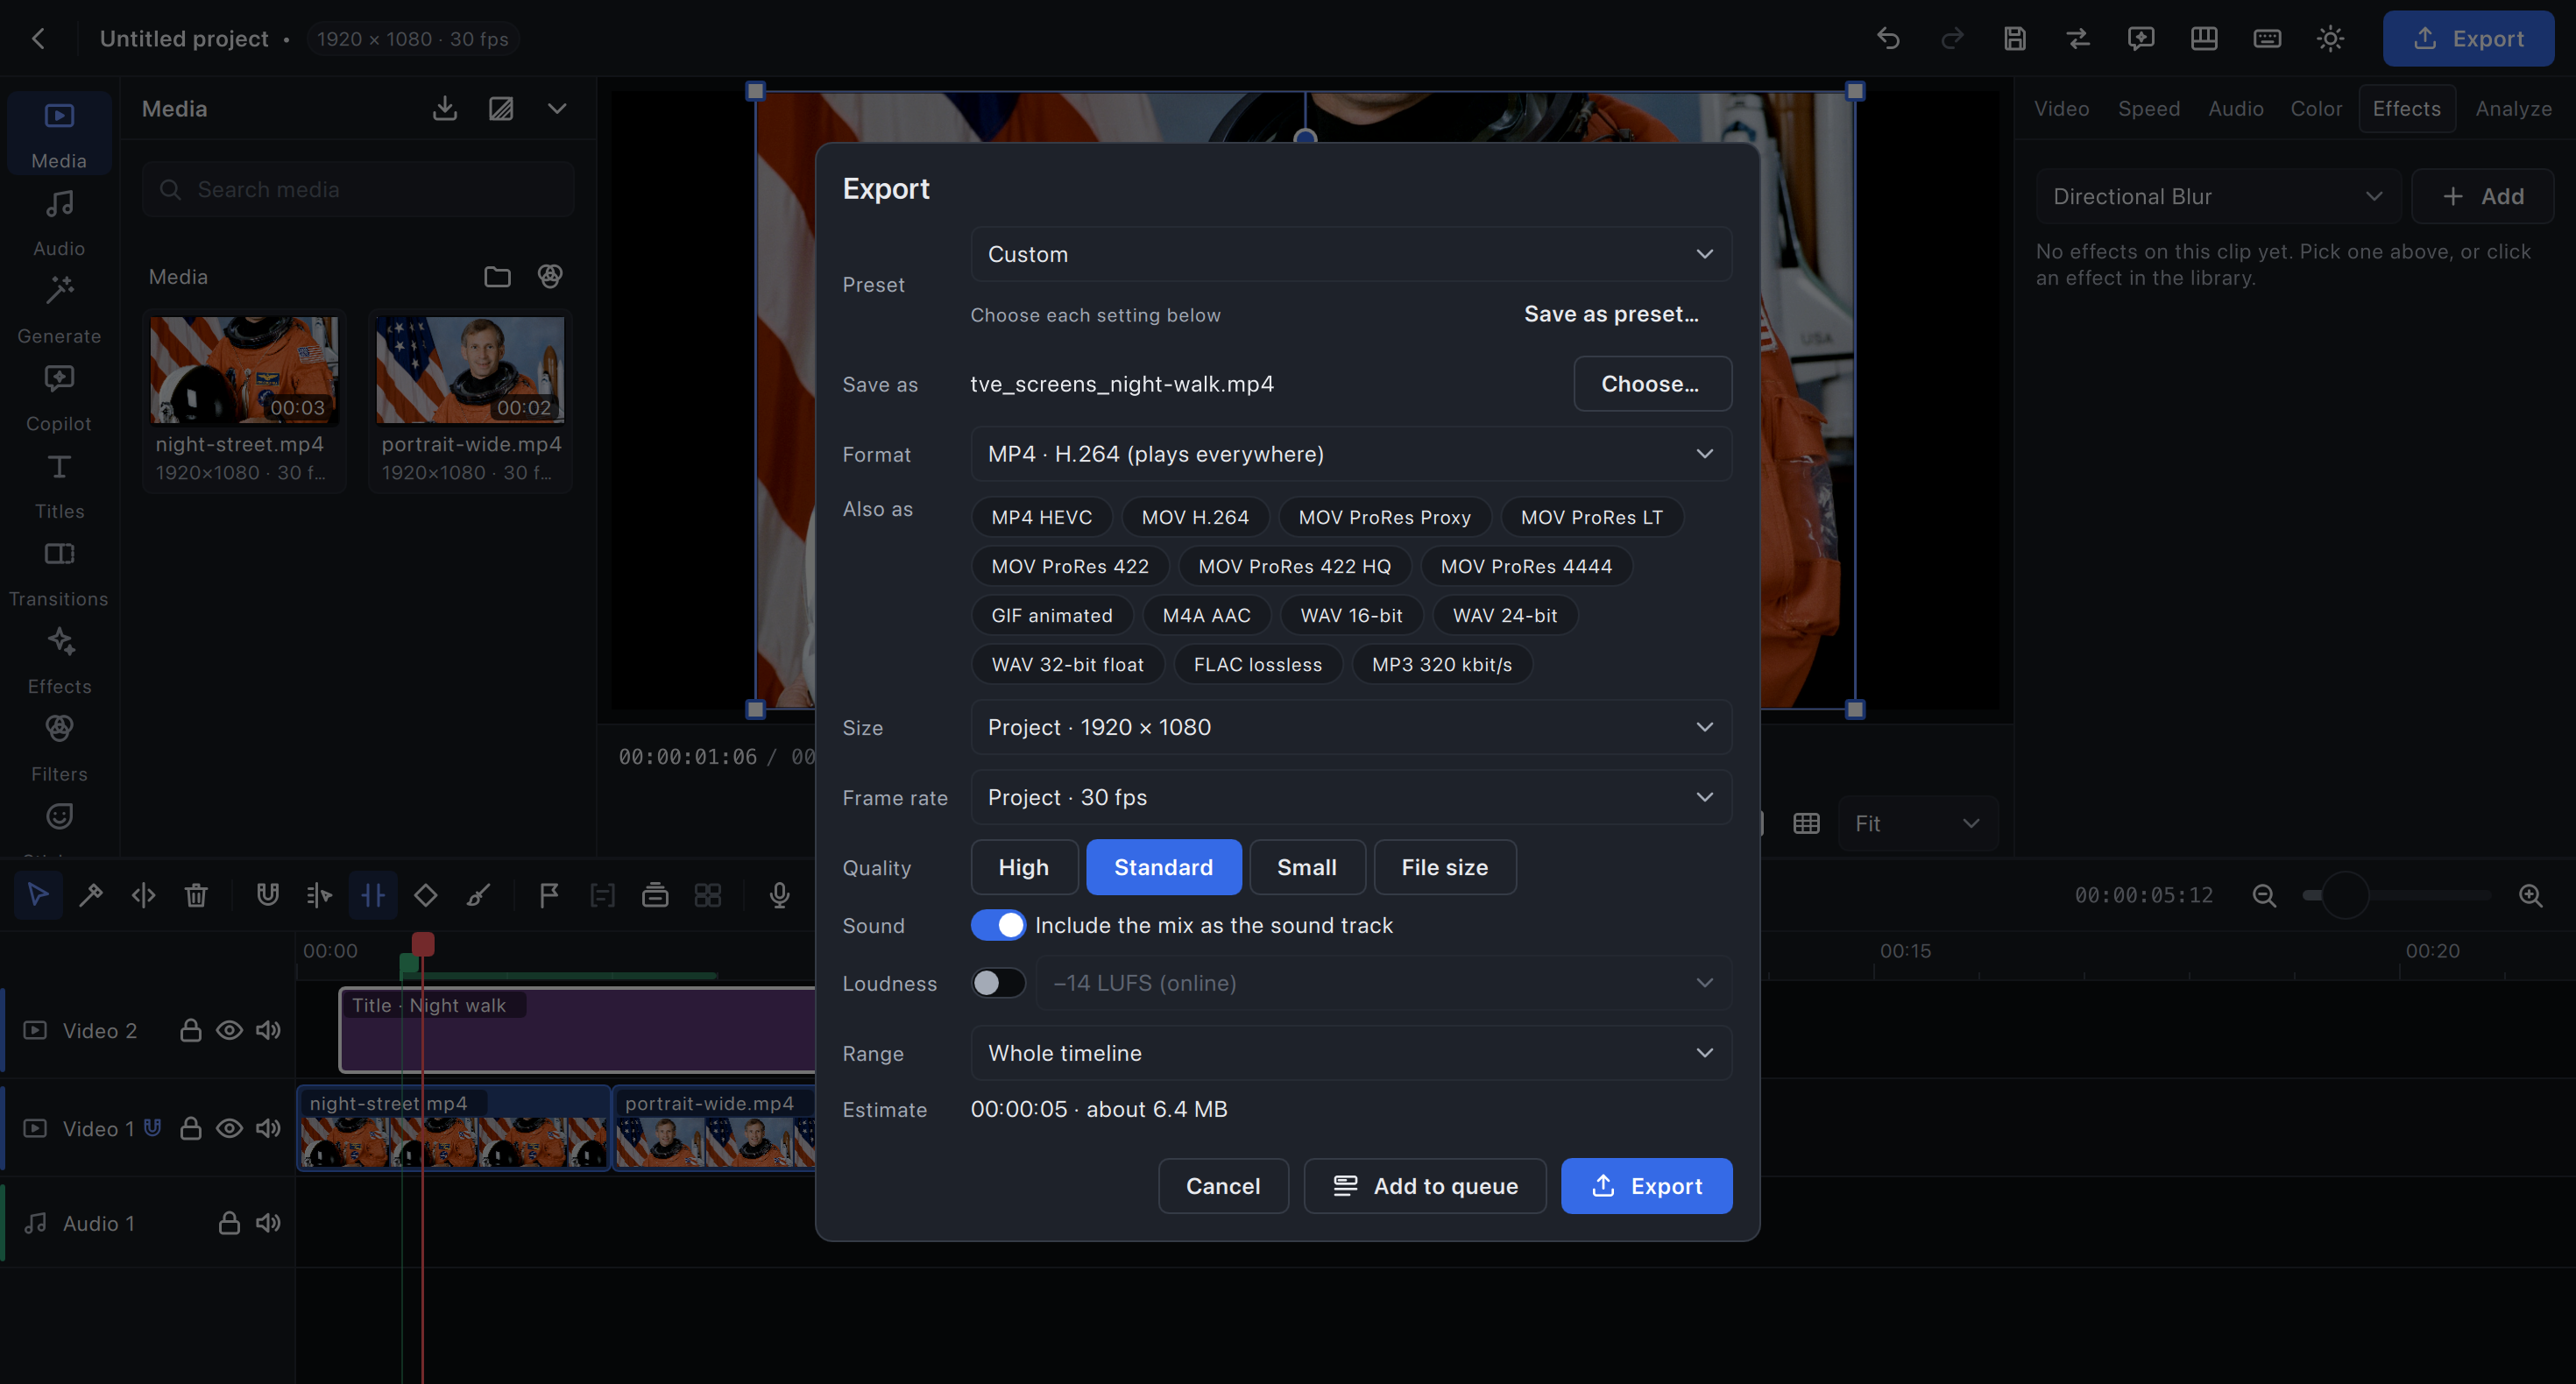 Untitled project •
1920 × 1080 · 30 fps
Export
Media
Audio
Generate
Copilot
Titles
Transitions
Effects
Filters
Media
Search media
Media
00:03
night-street.mp4
1920×1080 · 30 f...
00:02
portrait-wide.mp4
1920×1080 · 30 f...
USA
00:00:01:06 / 00
Fit
Video
Speed
Audio
Color
Effects
Analyze
Directional Blur
Add
No effects on this clip yet. Pick one above, or click
an effect in the library.
Export
Preset
Custom
Choose each setting below
Save as preset...
Save as
tve_screens_night-walk.mp4
Choose...
Format
MP4 · H.264 (plays everywhere)
Also as
MP4 HEVC
MOV H.264
MOV ProRes Proxy
MOV ProRes LT
MOV ProRes 422
MOV ProRes 422 HQ
MOV ProRes 4444
GIF animated
M4A AAC
WAV 16-bit
WAV 24-bit
WAV 32-bit float
FLAC lossless
MP3 320 kbit/s
Size
Project · 1920 × 1080
Frame rate
Project · 30 fps
Quality
High
Standard
Small
File size
Sound
Include the mix as the sound track
Loudness
−14 LUFS (online)
Range
Whole timeline
Estimate
00:00:05 · about 6.4 MB
Cancel
Add to queue
Export
00:00:05:12
00:00
00:15
00:20
Video 2
Title · Night walk
Video 1
night-street.mp4
portrait-wide.mp4
Audio 1